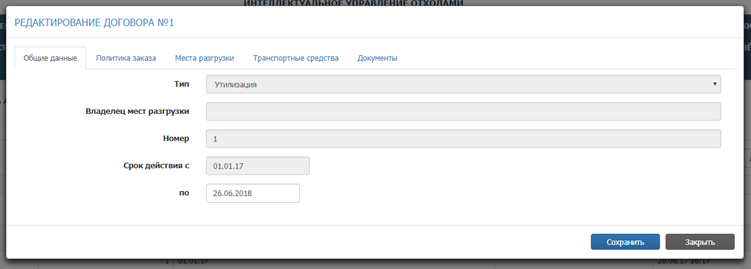 ИНТЕЛЛЕКТУАЛЬНОЕ УПРАВЛЕНИЕ ОТХОДАМИ
РЕДАКТИРОВАНИЕ ДОГОВОРА №1
Общие данные Политика заказа Места разгрузки Транспортные средства Документы
Тип Утилизация
Владелец мест разгрузки
Номер 1
Срок действия с 01.01.17
по 26.06.2018
Сохранить Закрыть
1 01.01.17